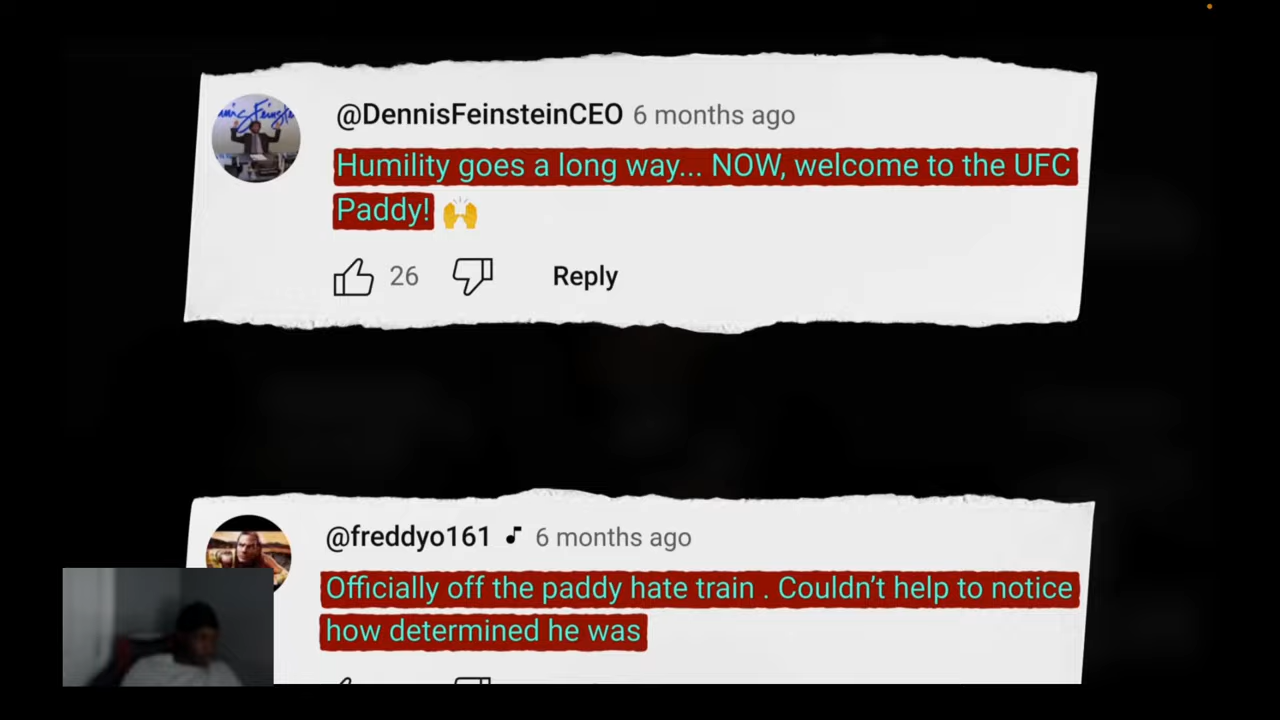 @DennisFeinsteinCEO 6 months ago
Humility goes a long way... NOW, welcome to the UFC
Paddy! 🙌
26 Reply
@freddyo161 6 months ago
Officially off the paddy hate train . Couldn't help to notice
how determined he was